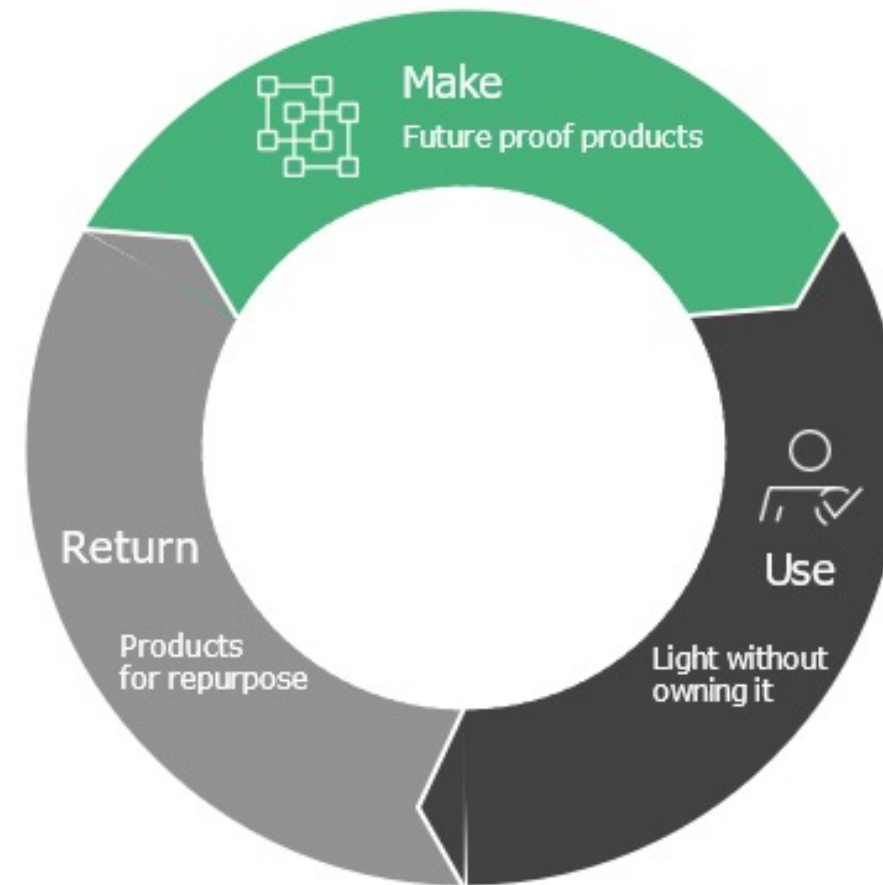 Make
Future proof products
Use
Light without
owning it
Return
Products
for repurpose